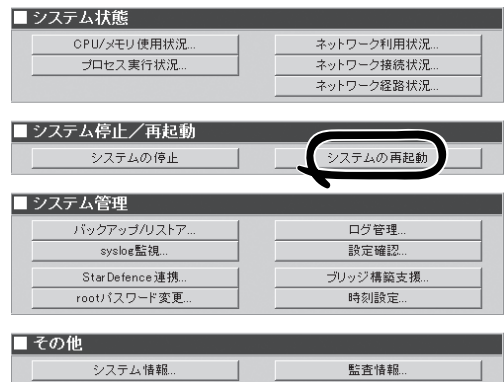 ■ システム状態
CPU/メモリ使用状況... ネットワーク利用状況...
プロセス実行状況... ネットワーク接続状況...
ネットワーク経路状況...
■ システム停止／再起動
システムの停止 システムの再起動
■ システム管理
バックアップ/リストア... ログ管理...
syslog監視... 設定確認...
StarDefence連携... ブリッジ構築支援...
rootパスワード変更... 時刻設定...
■ その他
システム情報... 監査情報...